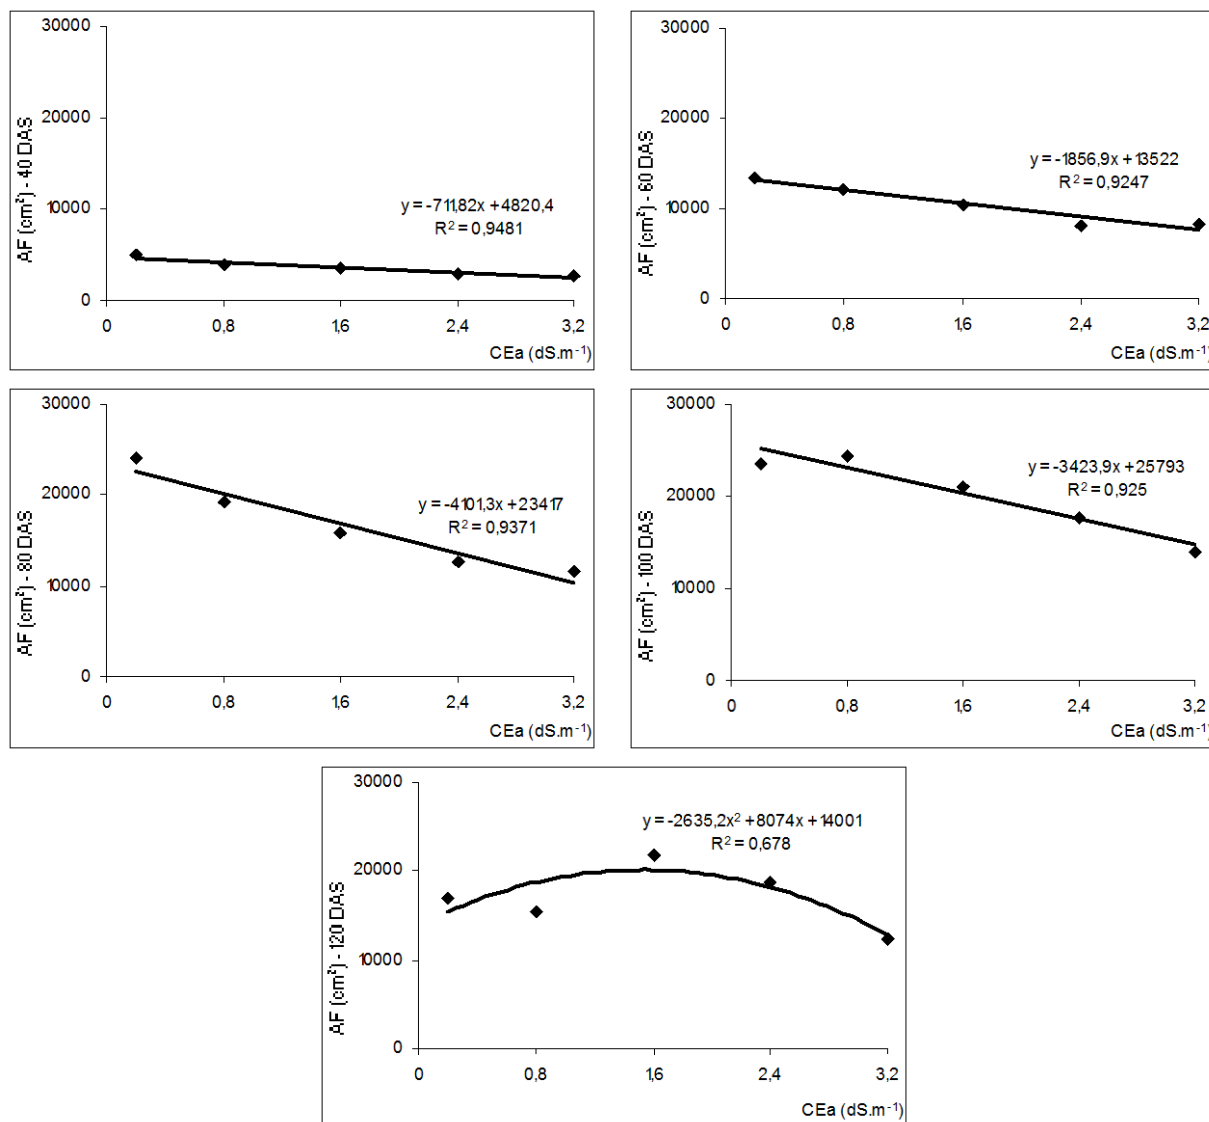 30000
20000
10000
0
AF (cm²) - 40 DAS
y = -711,82x + 4820,4
R² = 0,9481
0 0,8 1,6 2,4 3,2
CEa (dS.m⁻¹)
30000
20000
10000
0
AF (cm²) - 60 DAS
y = -1856,9x + 13522
R² = 0,9247
0 0,8 1,6 2,4 3,2
CEa (dS.m⁻¹)
30000
20000
10000
0
AF (cm²) - 80 DAS
y = -4101,3x + 23417
R² = 0,9371
0 0,8 1,6 2,4 3,2
CEa (dS.m⁻¹)
30000
20000
10000
0
AF (cm²) - 100 DAS
y = -3423,9x + 25793
R² = 0,925
0 0,8 1,6 2,4 3,2
CEa (dS.m⁻¹)
30000
20000
10000
0
AF (cm²) - 120 DAS
y = -2635,2x² + 8074x + 14001
R² = 0,678
0 0,8 1,6 2,4 3,2
CEa (dS.m⁻¹)